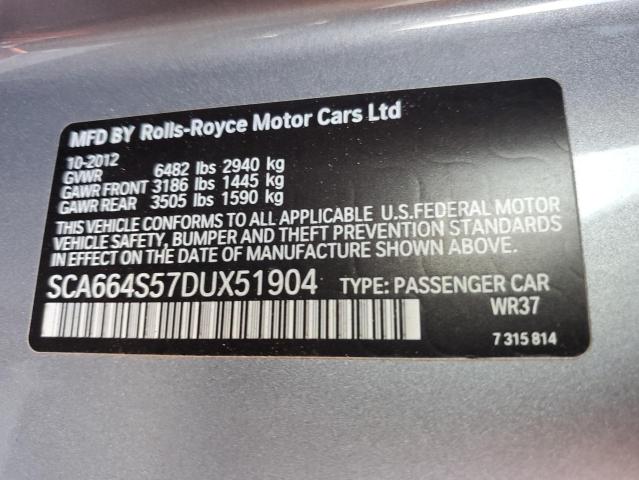 MFD BY Rolls-Royce Motor Cars Ltd
10-2012
GVWR 6482 lbs 2940 kg
GAWR FRONT 3186 lbs 1445 kg
GAWR REAR 3505 lbs 1590 kg
THIS VEHICLE CONFORMS TO ALL APPLICABLE U.S.FEDERAL MOTOR
VEHICLE SAFETY, BUMPER AND THEFT PREVENTION STANDARDS
IN EFFECT ON THE DATE OF MANUFACTURE SHOWN ABOVE.
SCA664S57DUX51904 TYPE: PASSENGER CAR
WR37
7 315 814